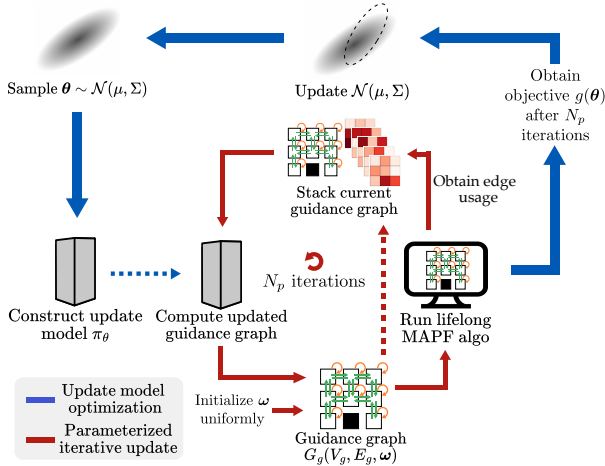 Sample θ ∼ 𝒩(μ, Σ)
Update 𝒩(μ, Σ)
Obtain
objective g(θ)
after N_p
iterations
Stack current
guidance graph
Obtain edge
usage
N_p iterations
Construct update
model π_θ
Compute updated
guidance graph
Run lifelong
MAPF algo
Initialize ω
uniformly
Guidance graph
G_g(V_g, E_g, ω)
Update model
optimization
Parameterized
iterative update